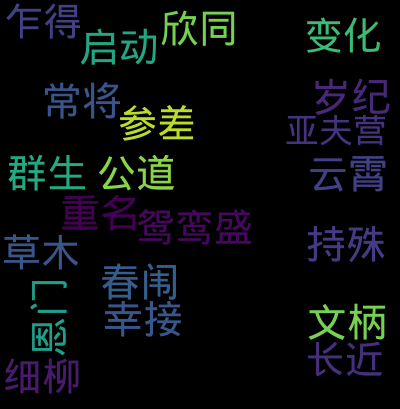 乍得
启动
欣同
变化
常将
参差
岁纪
亚夫营
群生
公道
云霄
重名
鸳鸾盛
草木
持殊
春闱
恩门
幸接
文柄
细柳
长近